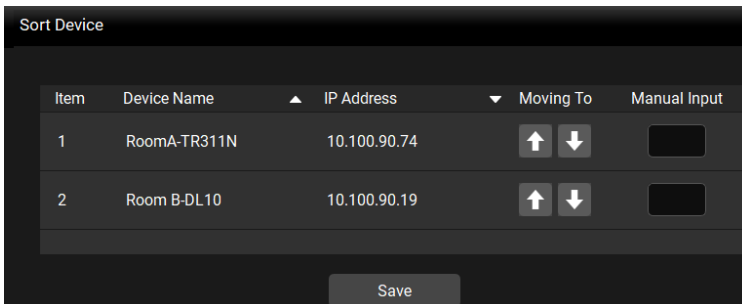 Sort Device
Item Device Name IP Address Moving To Manual Input
1 RoomA-TR311N 10.100.90.74
2 Room B-DL10 10.100.90.19
Save